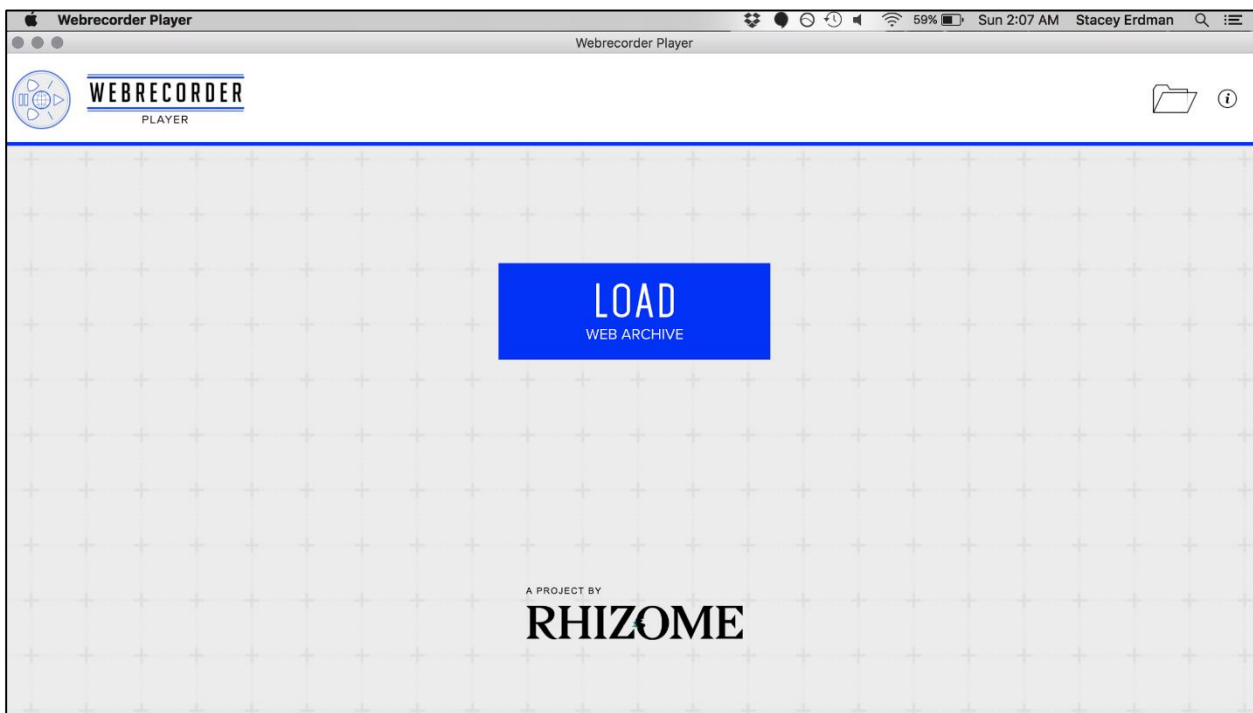 Webrecorder Player 59% Sun 2:07 AM Stacey Erdman
Webrecorder Player
WEBRECORDER
PLAYER
i
LOAD
WEB ARCHIVE
A PROJECT BY
RHIZOME